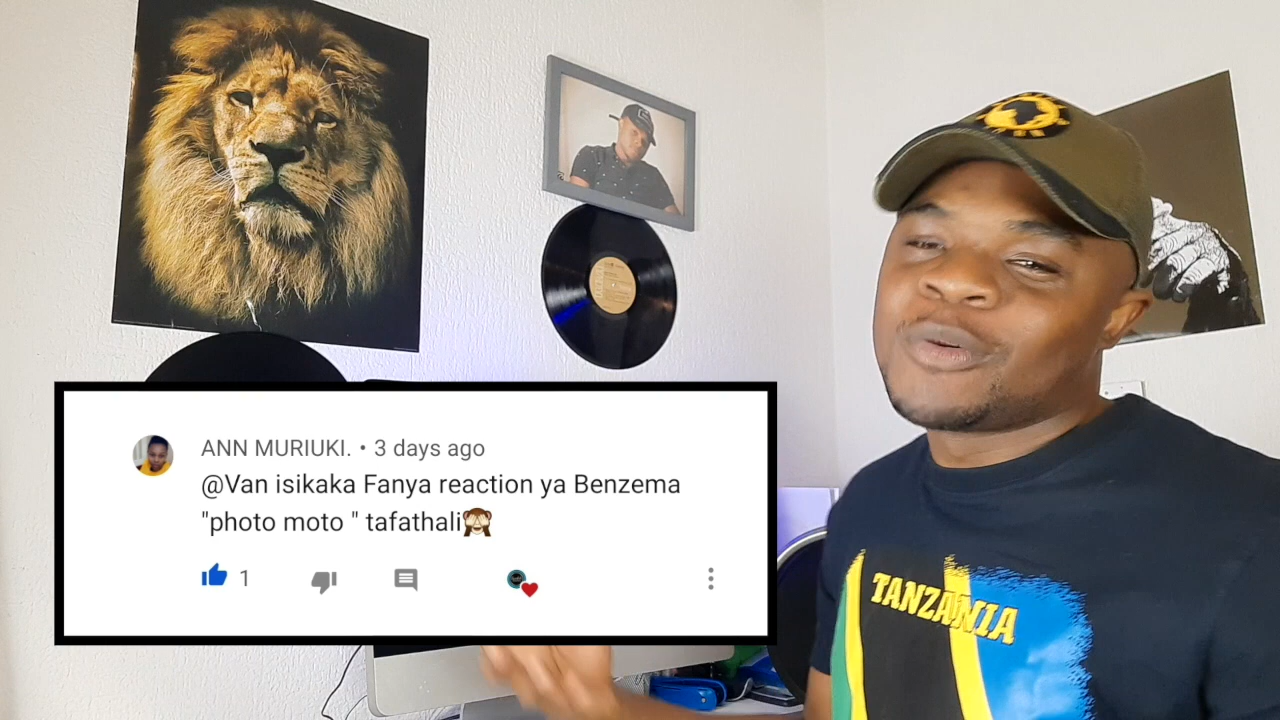 ANN MURIUKI. • 3 days ago
@Van isikaka Fanya reaction ya Benzema
"photo moto " tafathali🙈
1
TANZANIA